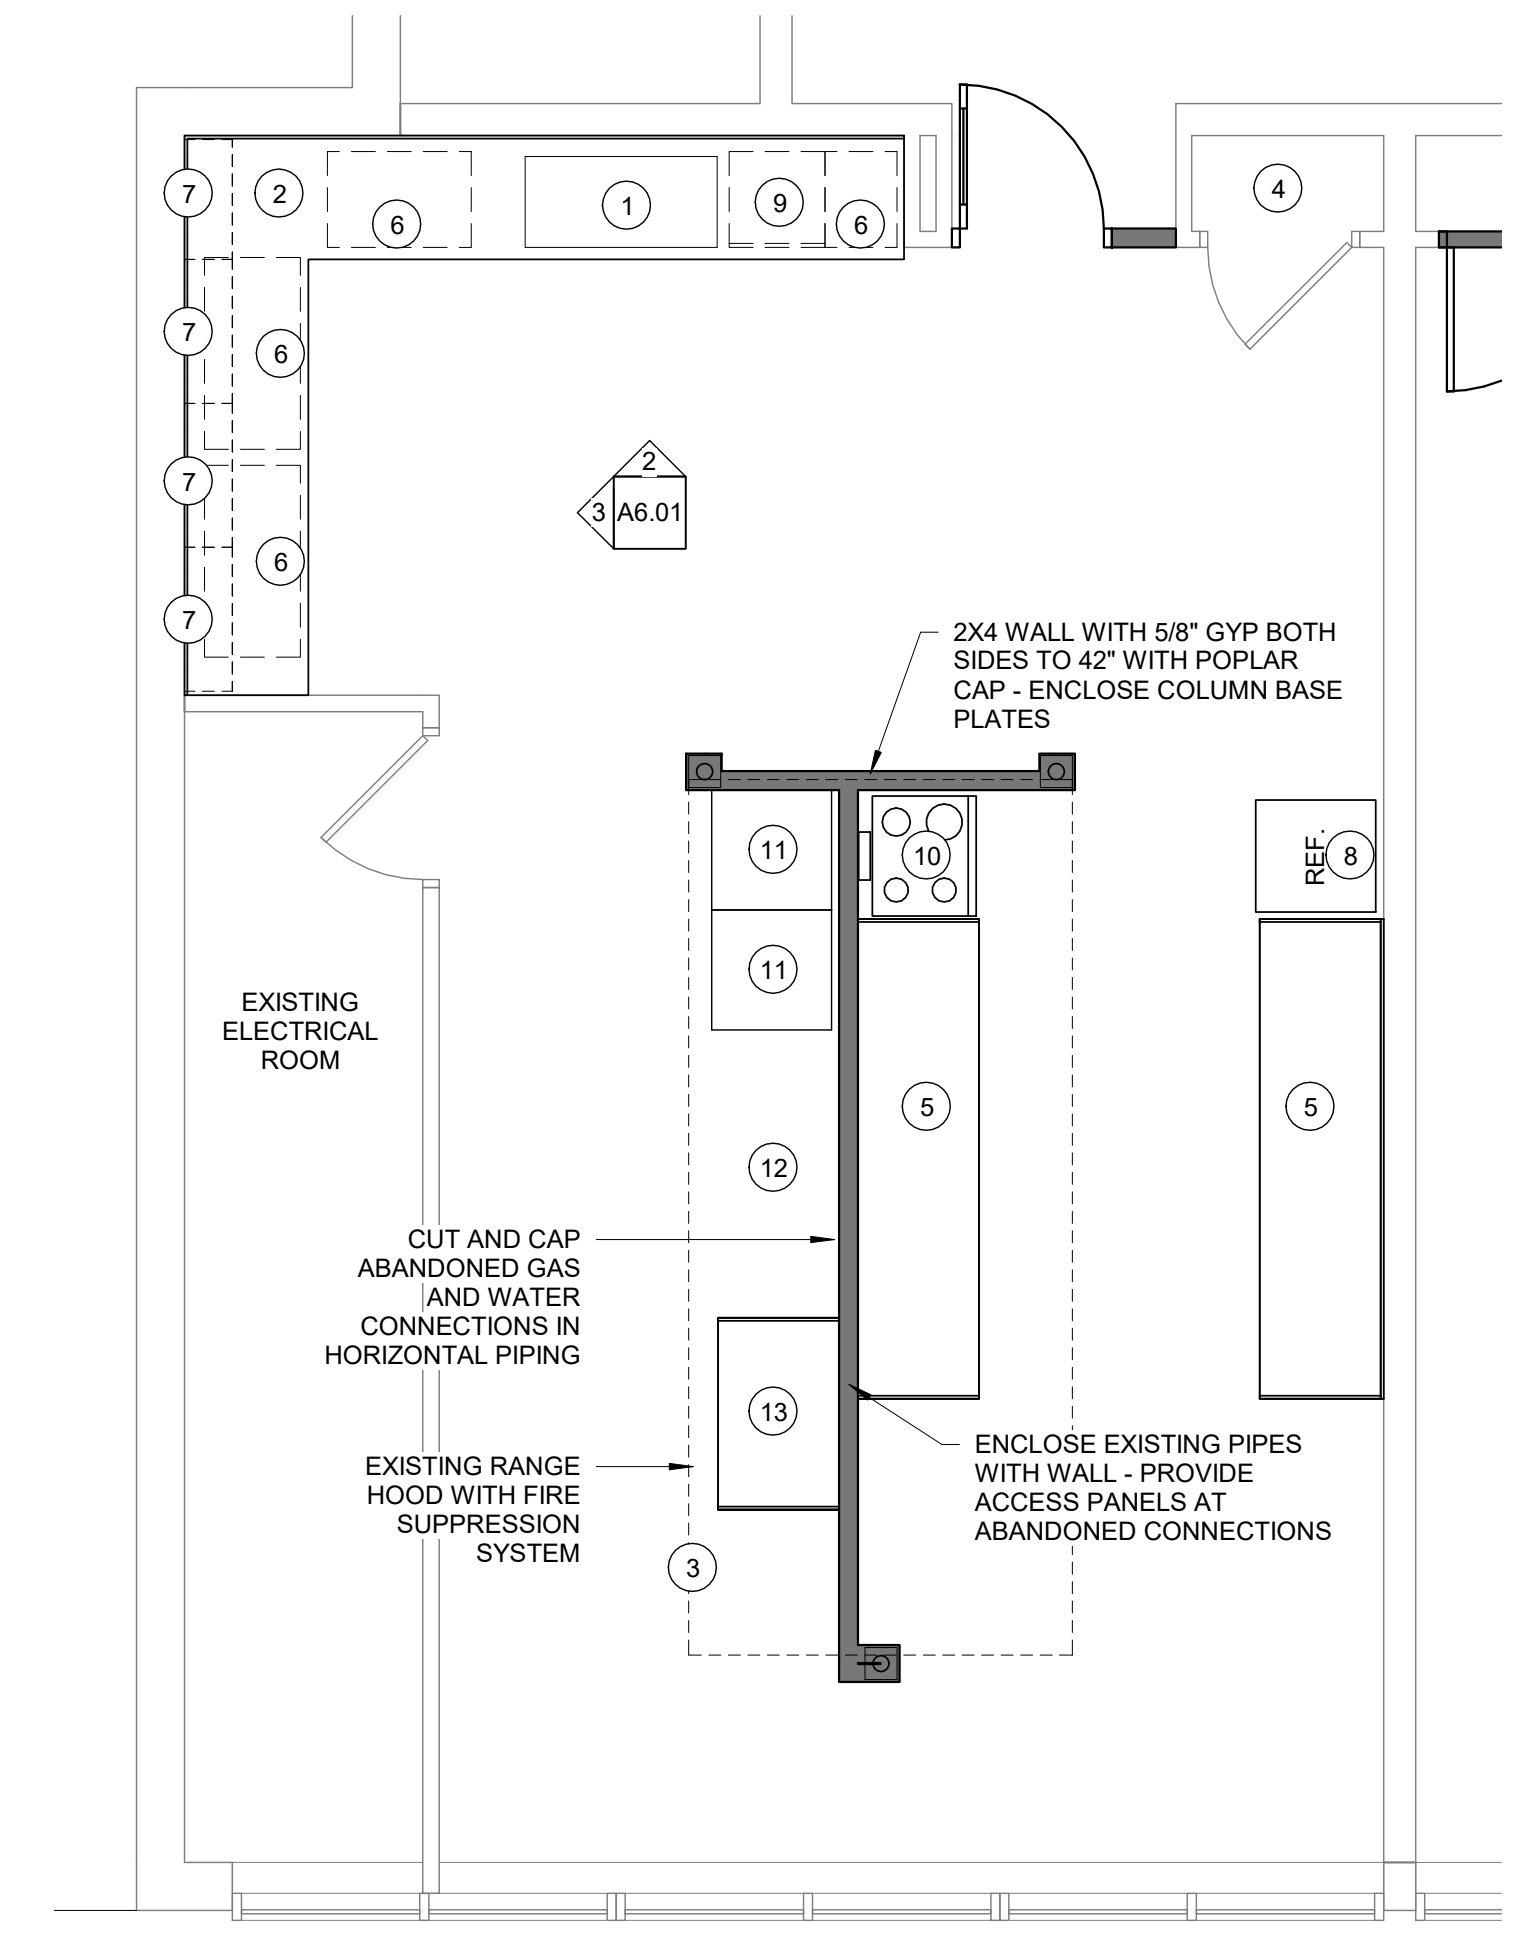 7
2
6
1
9
6
4
7
6
2
3
A6.01
7
6
7
2X4 WALL WITH 5/8" GYP BOTH
SIDES TO 42" WITH POPLAR
CAP - ENCLOSE COLUMN BASE
PLATES
11
10
REF.
8
11
EXISTING
ELECTRICAL
ROOM
5
5
12
CUT AND CAP
ABANDONED GAS
AND WATER
CONNECTIONS IN
HORIZONTAL PIPING
13
EXISTING RANGE
HOOD WITH FIRE
SUPPRESSION
SYSTEM
ENCLOSE EXISTING PIPES
WITH WALL - PROVIDE
ACCESS PANELS AT
ABANDONED CONNECTIONS
3